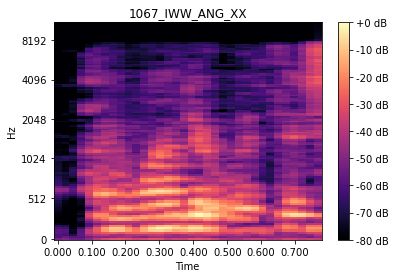 1067_IWW_ANG_XX
8192
4096
2048
1024
512
0
Hz
0.000 0.100 0.200 0.300 0.400 0.500 0.600 0.700
Time
+0 dB
-10 dB
-20 dB
-30 dB
-40 dB
-50 dB
-60 dB
-70 dB
-80 dB